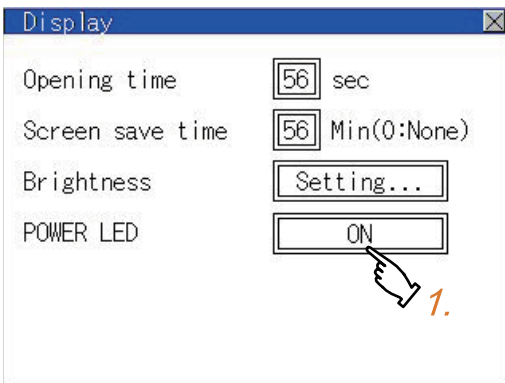 Display
Opening time 56 sec
Screen save time 56 Min(0:None)
Brightness Setting...
POWER LED ON
1.